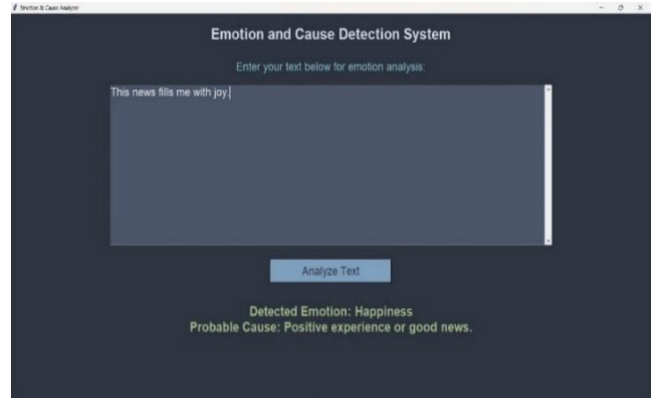 Emotion & Cause Analyzer
Emotion and Cause Detection System
Enter your text below for emotion analysis:
This news fills me with joy.
Analyze Text
Detected Emotion: Happiness
Probable Cause: Positive experience or good news.